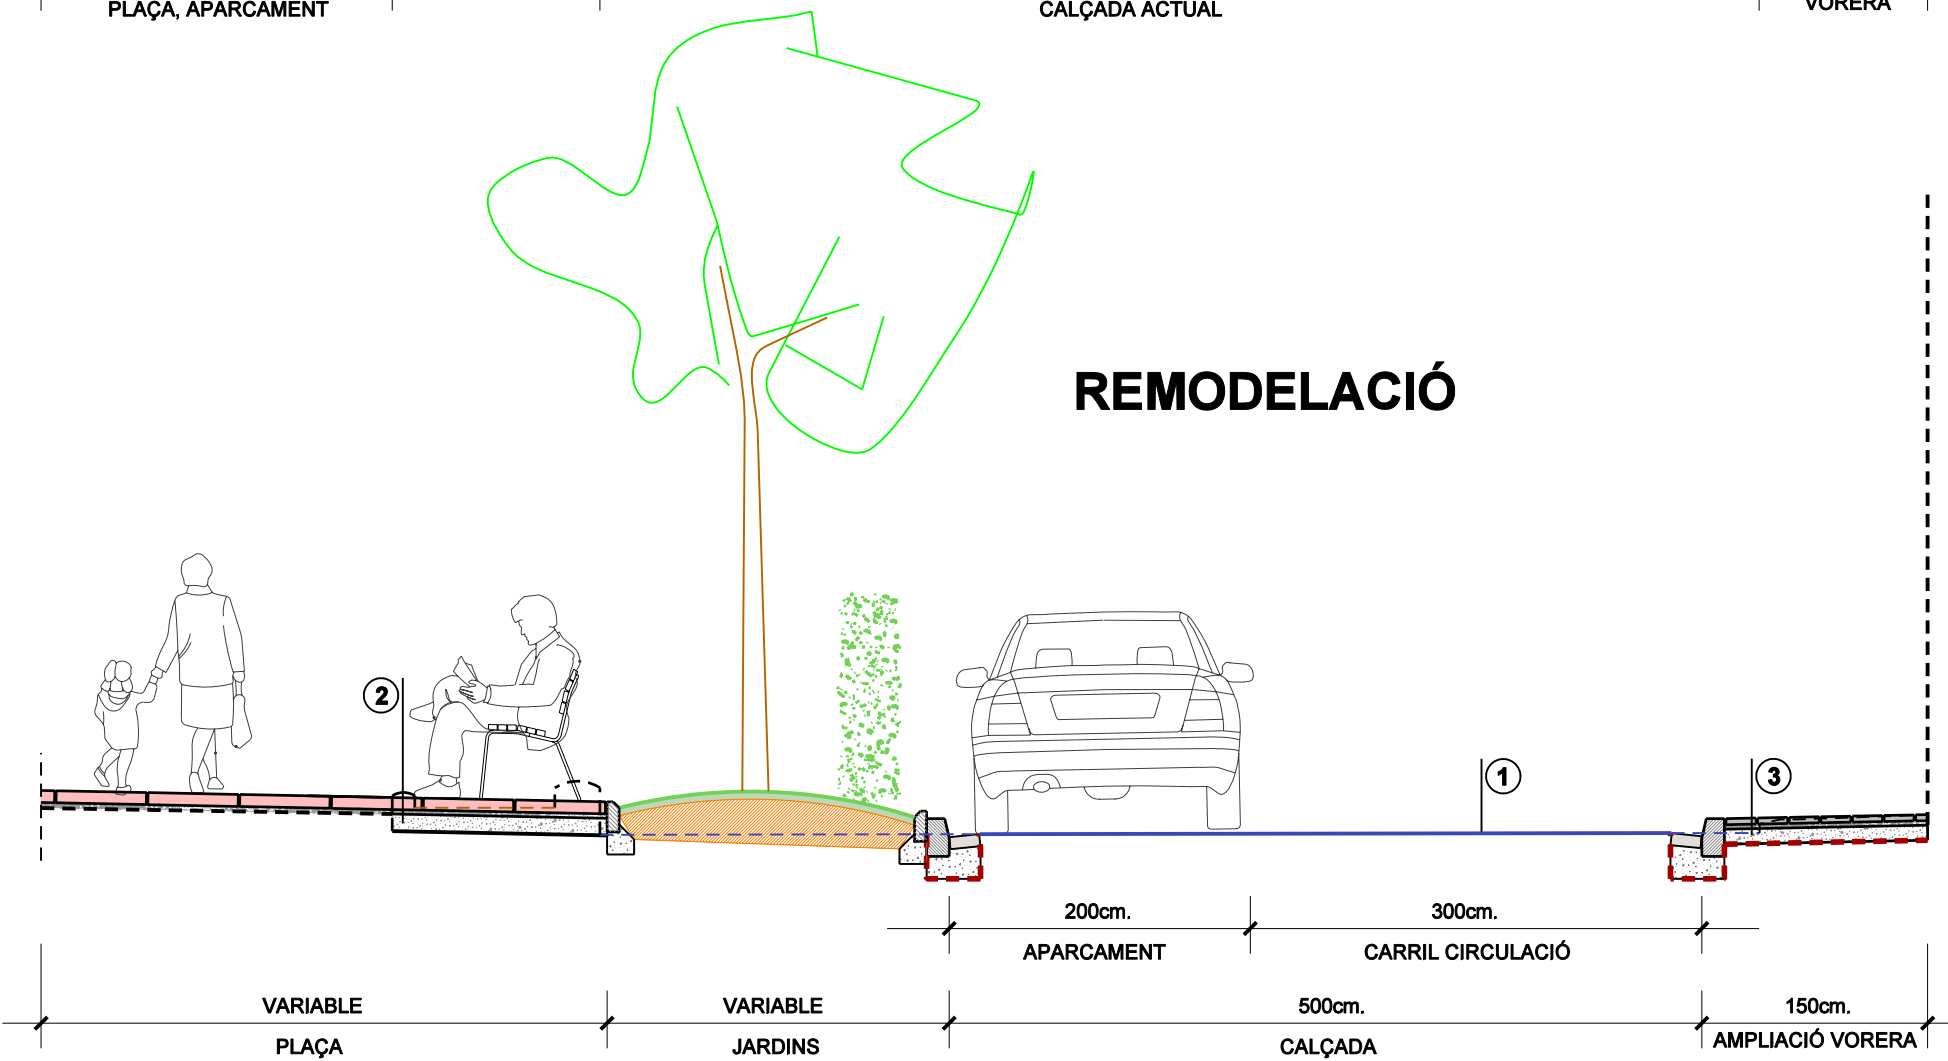 PLAÇA, APARCAMENT
CALÇADA ACTUAL
VORERA
REMODELACIÓ
2
1
3
200cm.
300cm.
APARCAMENT
CARRIL CIRCULACIÓ
VARIABLE
VARIABLE
500cm.
150cm.
PLAÇA
JARDINS
CALÇADA
AMPLIACIÓ VORERA